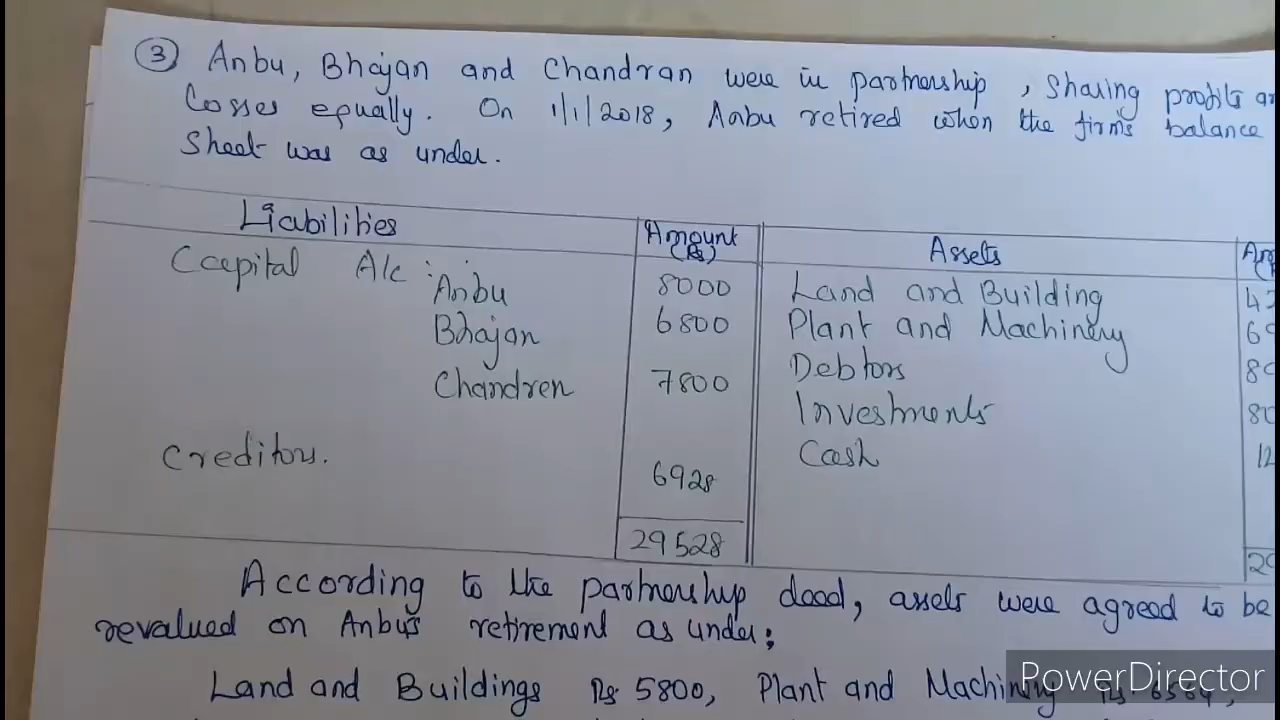 ③ Anbu, Bhajan and Chandran were in partnership, Sharing profits
losses equally. On 1/1/2018, Anbu retired when the firm's balance
Sheet was as under.
Liabilities Amount (Rs) Assets
Capital A/c : Anbu 8000 Land and Building
Bhajan 6800 Plant and Machinery
Chandren 7800 Debtors
Investments
Creditors. 6928 Cash 12
29528
According to the partnership deed, assets were agreed to be
revalued on Anbu's retirement as under;
Land and Buildings Rs 5800, Plant and Machinery Rs
PowerDirector